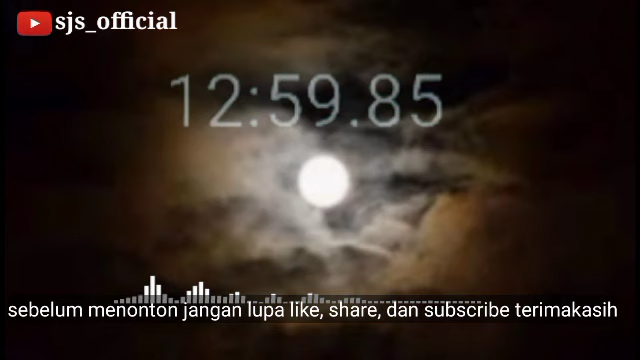 sjs_official
12:59.85
sebelum menonton jangan lupa like, share, dan subscribe terimakasih